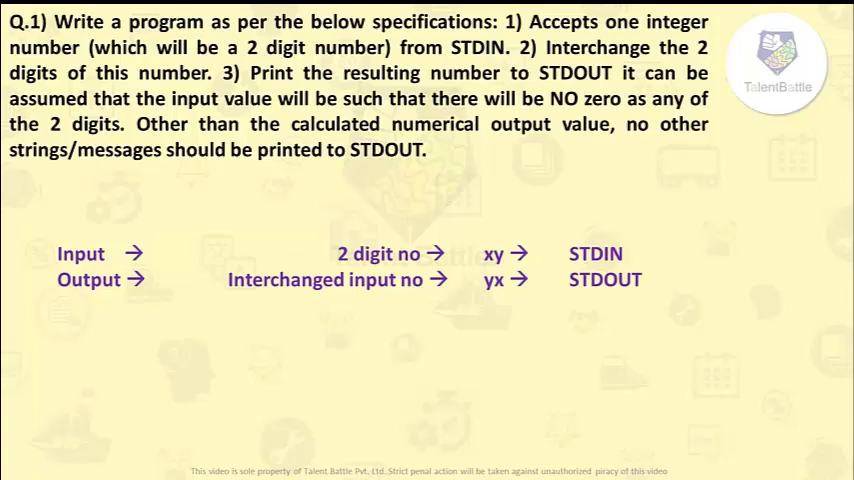 Q.1) Write a program as per the below specifications: 1) Accepts one integer
number (which will be a 2 digit number) from STDIN. 2) Interchange the 2
digits of this number. 3) Print the resulting number to STDOUT it can be
assumed that the input value will be such that there will be NO zero as any of
the 2 digits. Other than the calculated numerical output value, no other
strings/messages should be printed to STDOUT.
TalentBattle
Input → 2 digit no → xy → STDIN
Output → Interchanged input no → yx → STDOUT
This video is sole property of Talent Battle Pvt. Ltd. Strict penal action will be taken against unauthorized piracy of this video